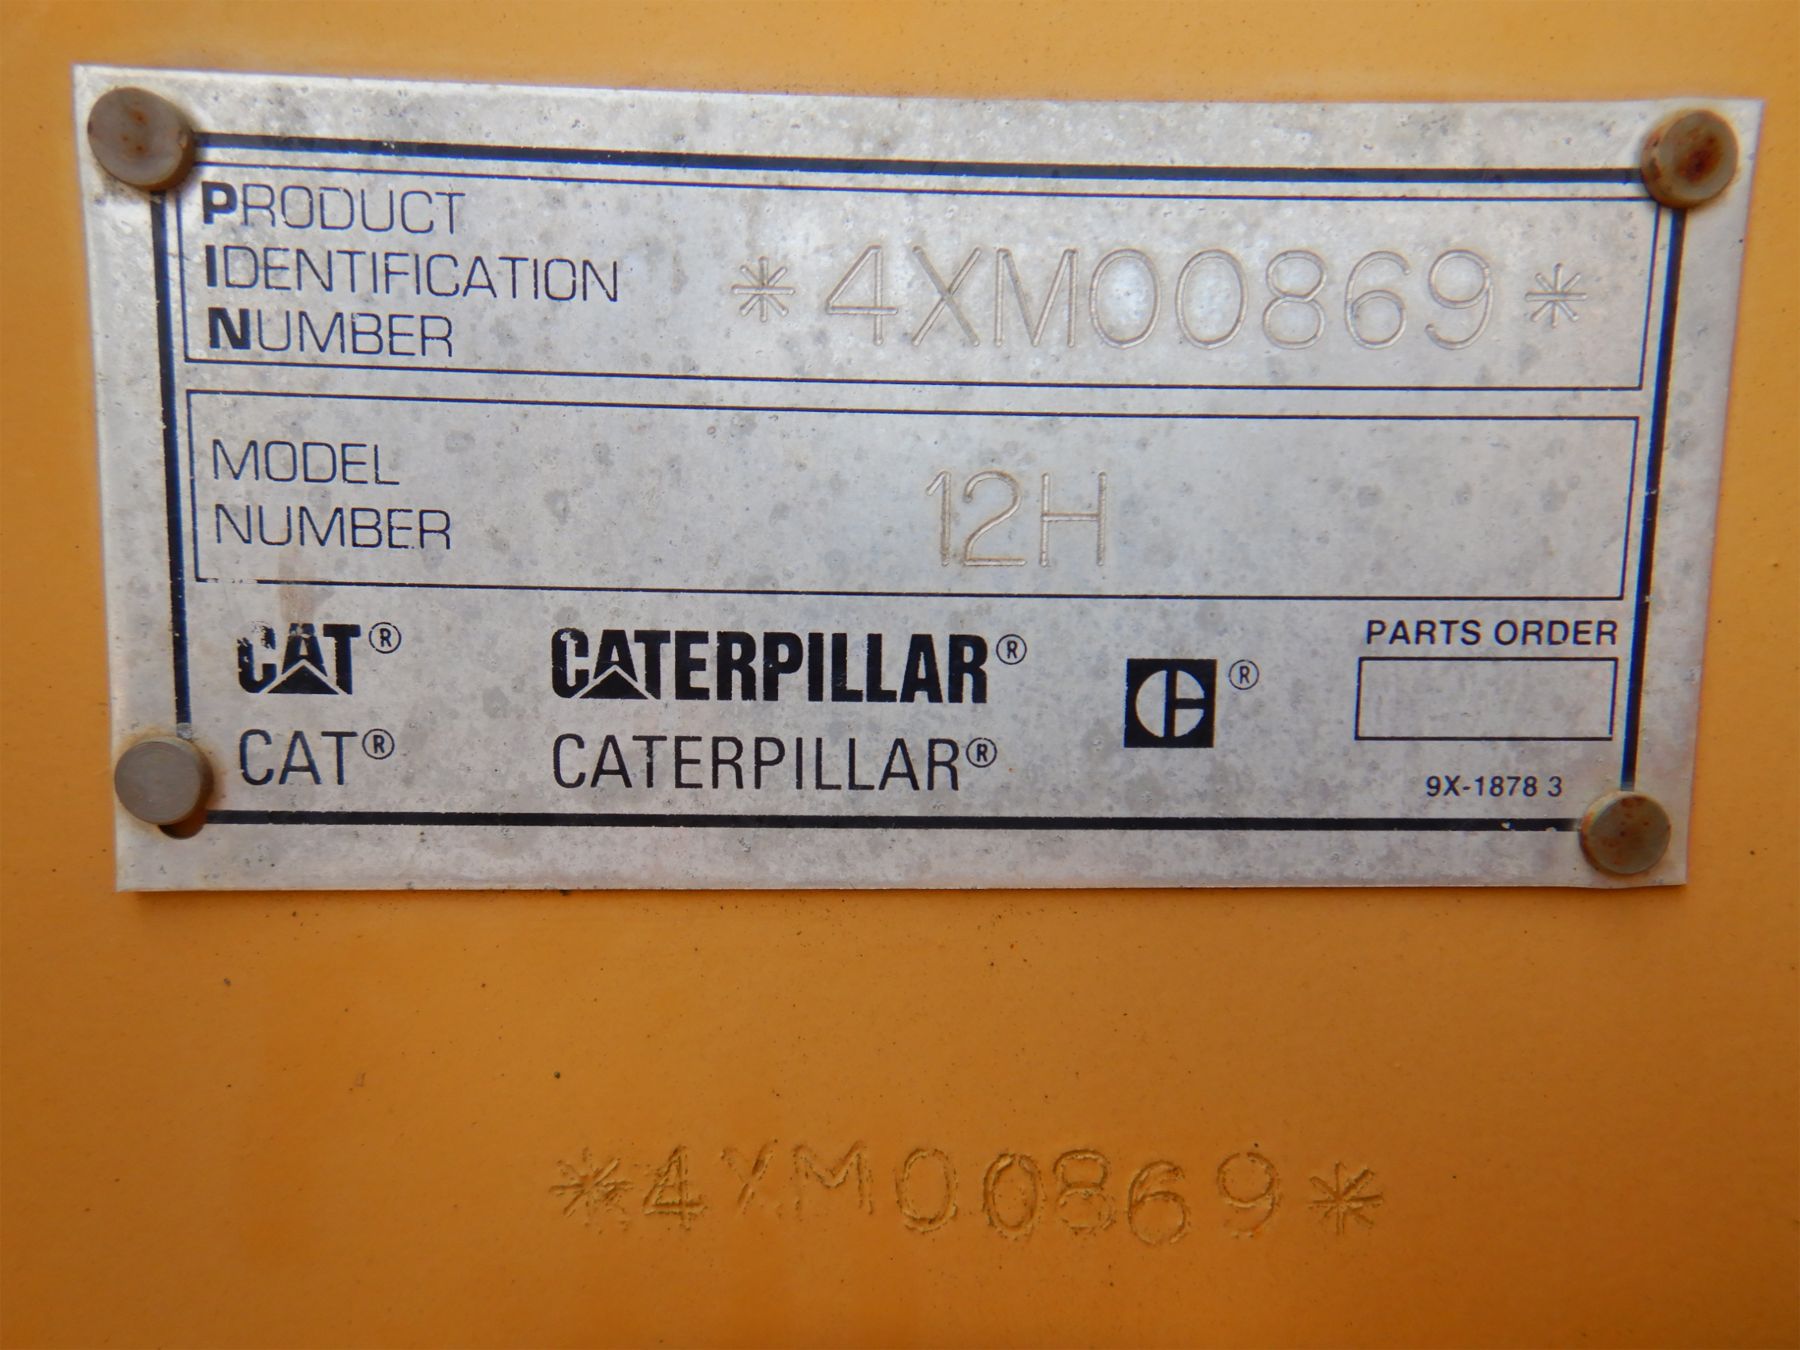 PRODUCT
IDENTIFICATION
NUMBER
*4XM00869*
MODEL
NUMBER
12H
CAT® CATERPILLAR® ®
CAT® CATERPILLAR®
PARTS ORDER
9X-1878 3
*4XM00869*